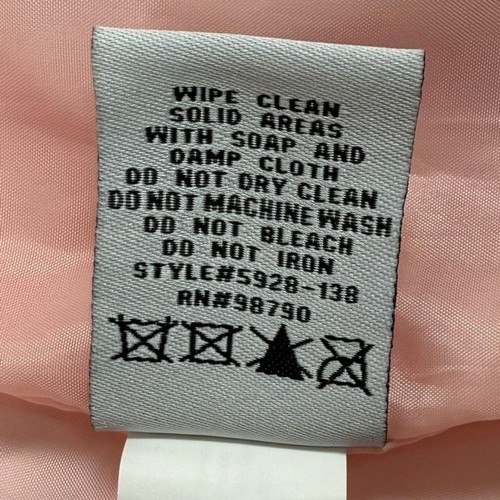 WIPE CLEAN
SOLID AREAS
WITH SOAP AND
DAMP CLOTH
DO NOT DRY CLEAN
DO NOT MACHINE WASH
DO NOT BLEACH
DO NOT IRON
STYLE#5928-138
RN#98790